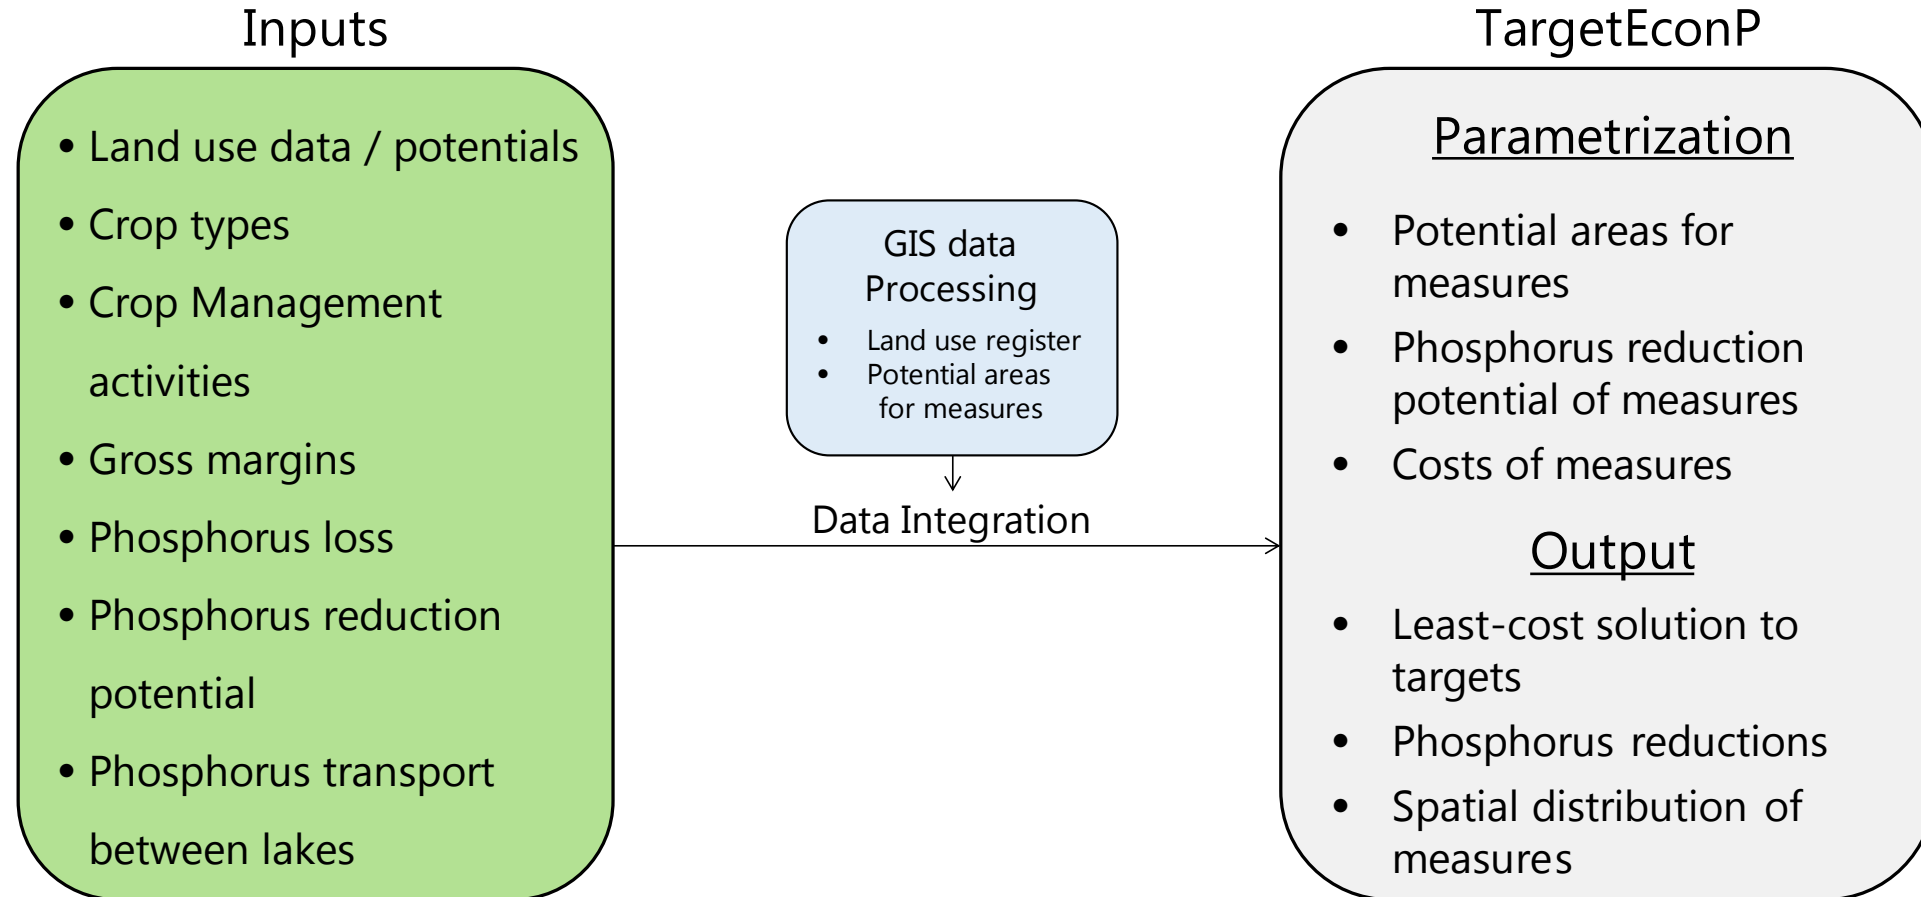 Inputs
• Land use data / potentials
• Crop types
• Crop Management
activities
• Gross margins
• Phosphorus loss
• Phosphorus reduction
potential
• Phosphorus transport
between lakes
GIS data
Processing
• Land use register
• Potential areas
for measures
Data Integration
TargetEconP
Parametrization
• Potential areas for
measures
• Phosphorus reduction
potential of measures
• Costs of measures
Output
• Least-cost solution to
targets
• Phosphorus reductions
• Spatial distribution of
measures